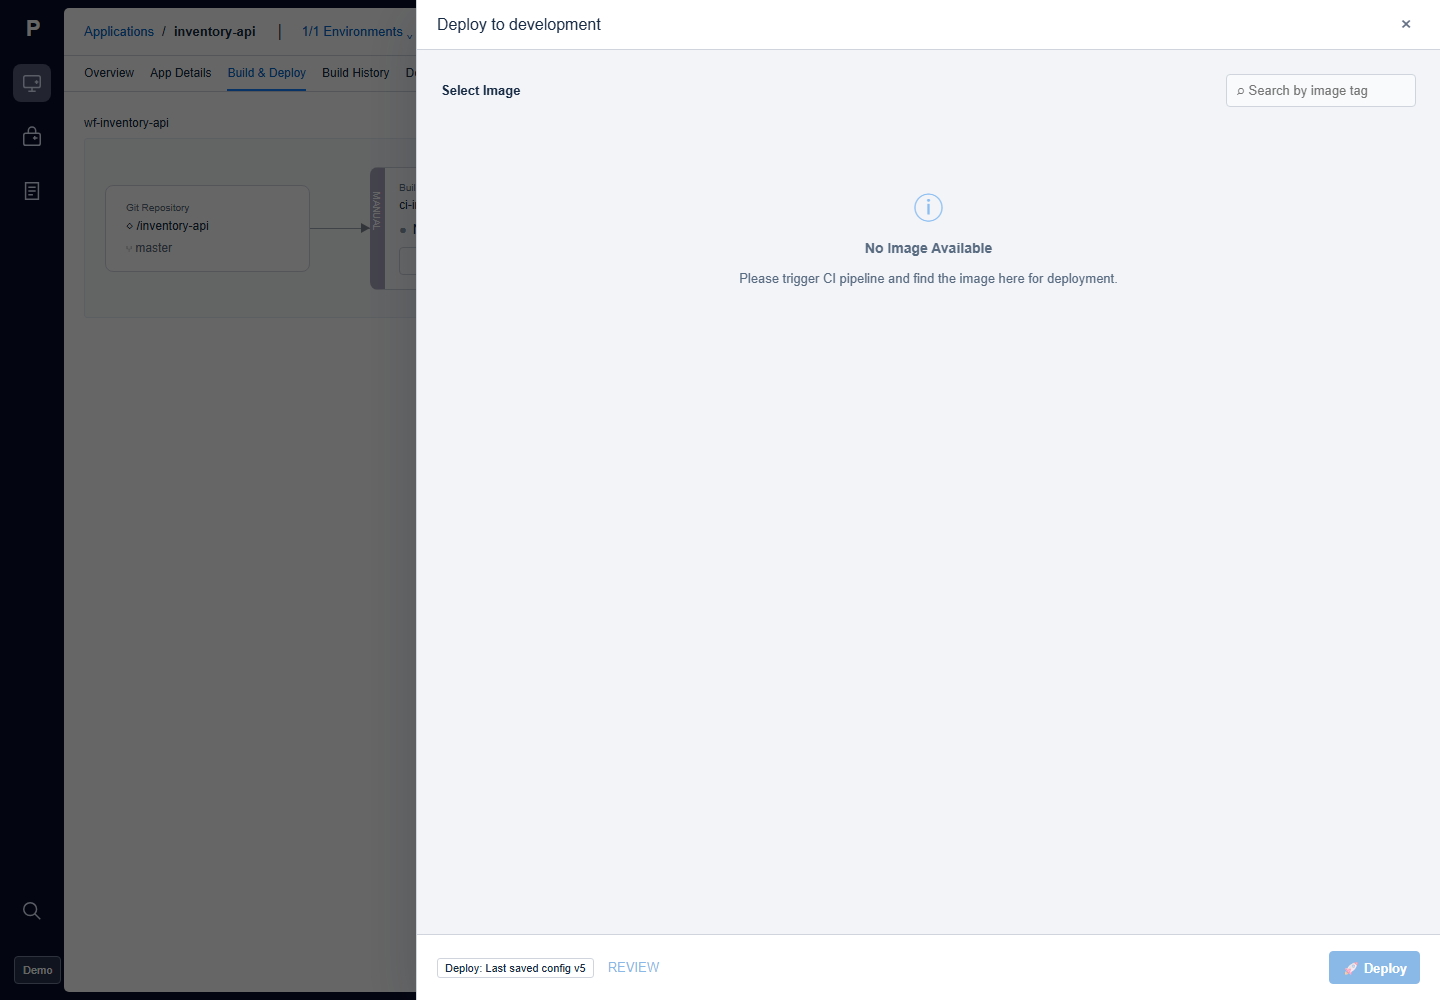 P
Applications / inventory-api | 1/1 Environments
Overview App Details Build & Deploy Build History
wf-inventory-api
Git Repository
/inventory-api
master
MANUAL
Deploy to development ×
Select Image
Search by image tag
No Image Available
Please trigger CI pipeline and find the image here for deployment.
Demo
Deploy: Last saved config v5 REVIEW
Deploy